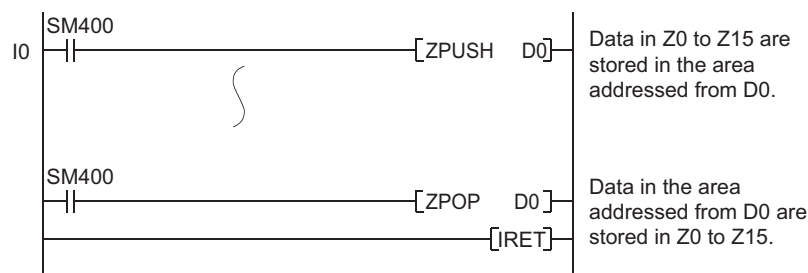 SM400
I0
ZPUSH D0
Data in Z0 to Z15 are
stored in the area
addressed from D0.
SM400
ZPOP D0
IRET
Data in the area
addressed from D0 are
stored in Z0 to Z15.